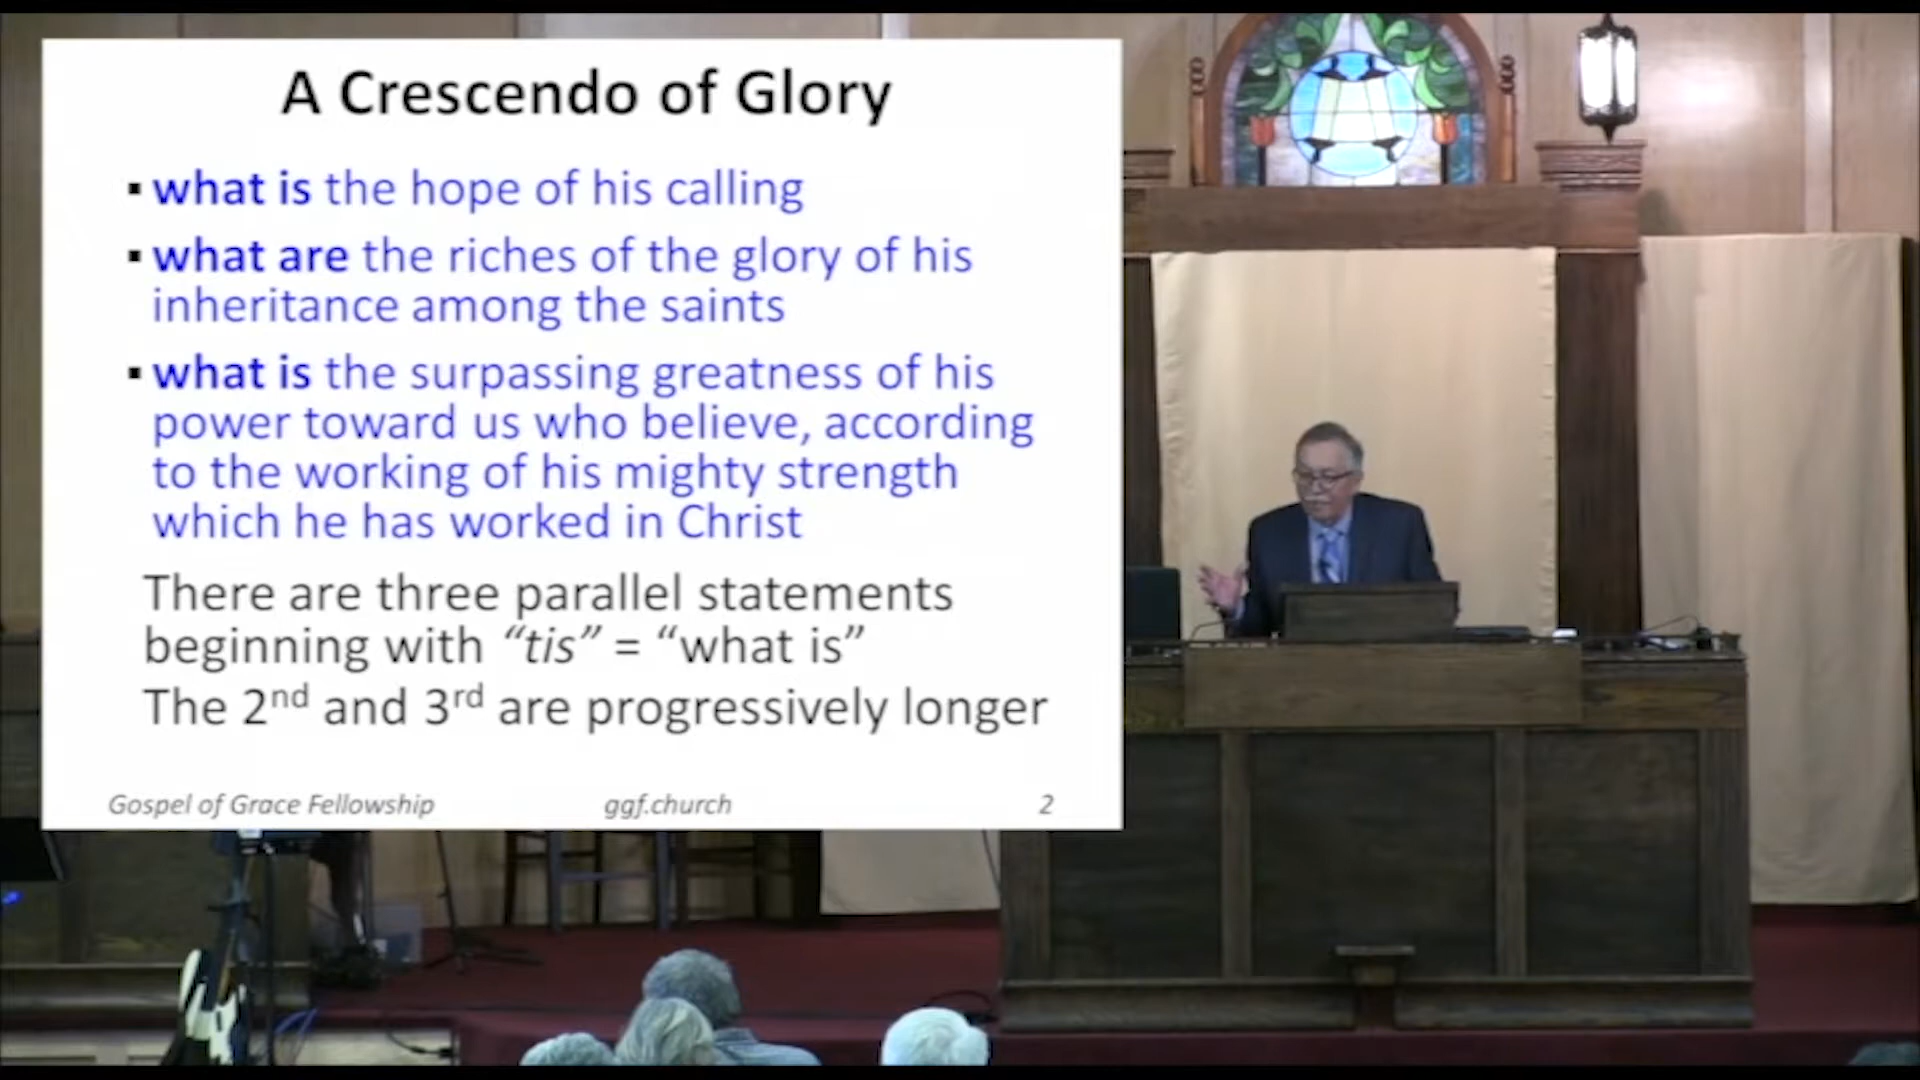 A Crescendo of Glory
▪ what is the hope of his calling
▪ what are the riches of the glory of his
inheritance among the saints
▪ what is the surpassing greatness of his
power toward us who believe, according
to the working of his mighty strength
which he has worked in Christ
There are three parallel statements
beginning with “tis” = “what is”
The 2nd and 3rd are progressively longer
Gospel of Grace Fellowship ggf.church 2